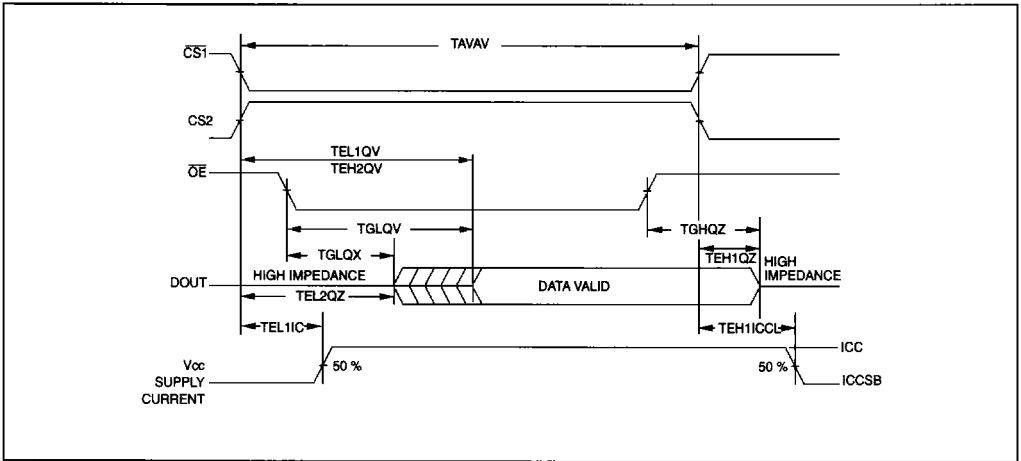 TAVAV
CS1
CS2
TEL1QV
TEH2QV
OE
TGLQV
TGHQZ
TGLQX
TEH1QZ
HIGH IMPEDANCE
HIGH
IMPEDANCE
DOUT
DATA VALID
TEL2QZ
TEL1IC
TEH1ICCL
ICC
Vcc
50 %
50 %
SUPPLY
ICCSB
CURRENT